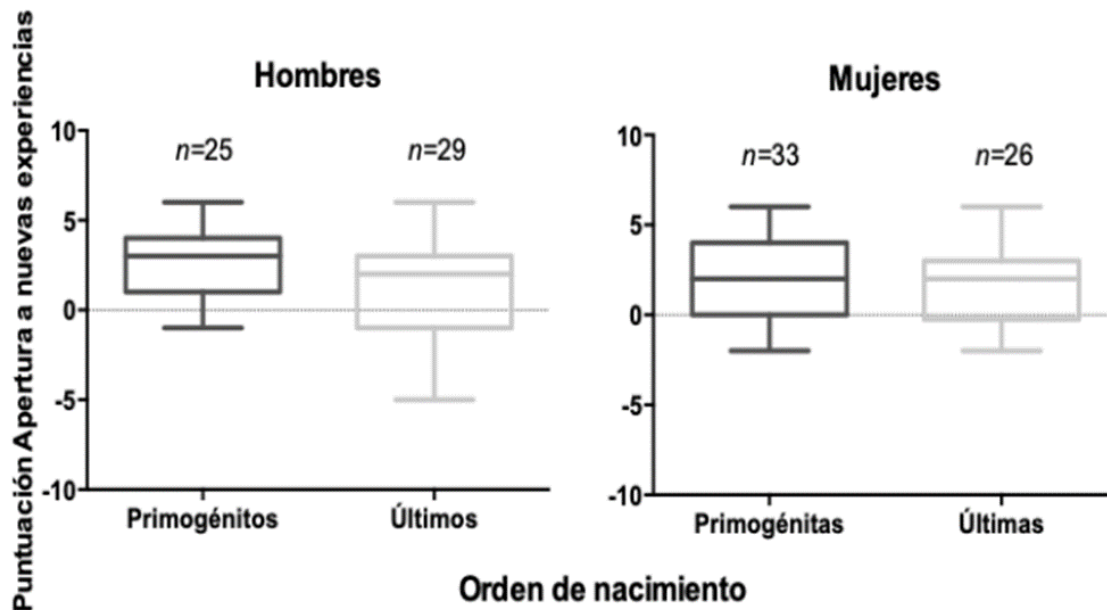 Puntuación Apertura a nuevas experiencias
Hombres
10
5
0
-5
-10
n=25
n=29
Primogénitos
Últimos
Mujeres
10
5
0
-5
-10
n=33
n=26
Primogénitas
Últimas
Orden de nacimiento